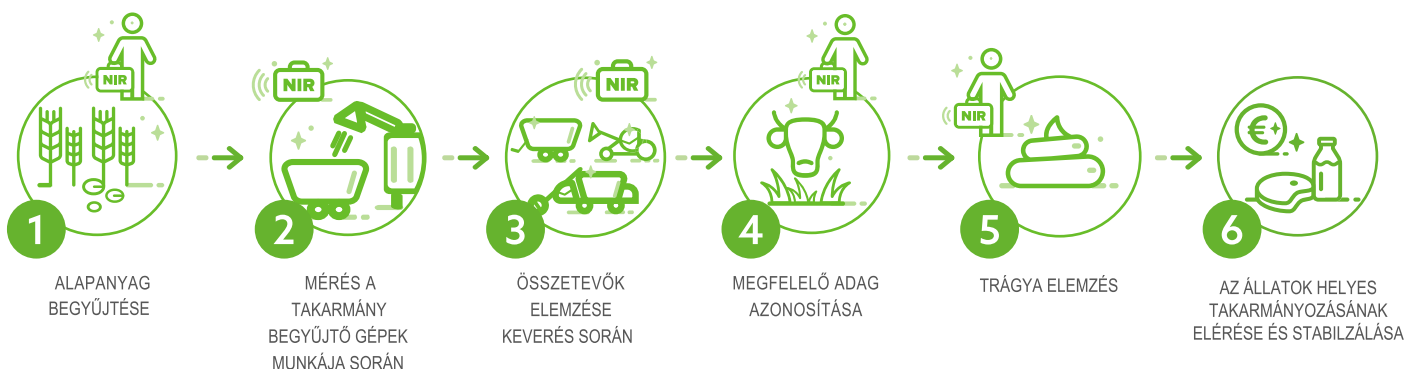 NIR
1
ALAPANYAG
BEGYŰJTÉSE
NIR
2
MÉRÉS A
TAKARMÁNY
BEGYŰJTŐ GÉPEK
MUNKÁJA SORÁN
NIR
3
ÖSSZETEVŐK
ELEMZÉSE
KEVERÉS SORÁN
NIR
4
MEGFELELŐ ADAG
AZONOSÍTÁSA
NIR
5
TRÁGYA ELEMZÉS
€
6
AZ ÁLLATOK HELYES
TAKARMÁNYOZÁSÁNAK
ELÉRÉSE ÉS STABILZÁLÁSA